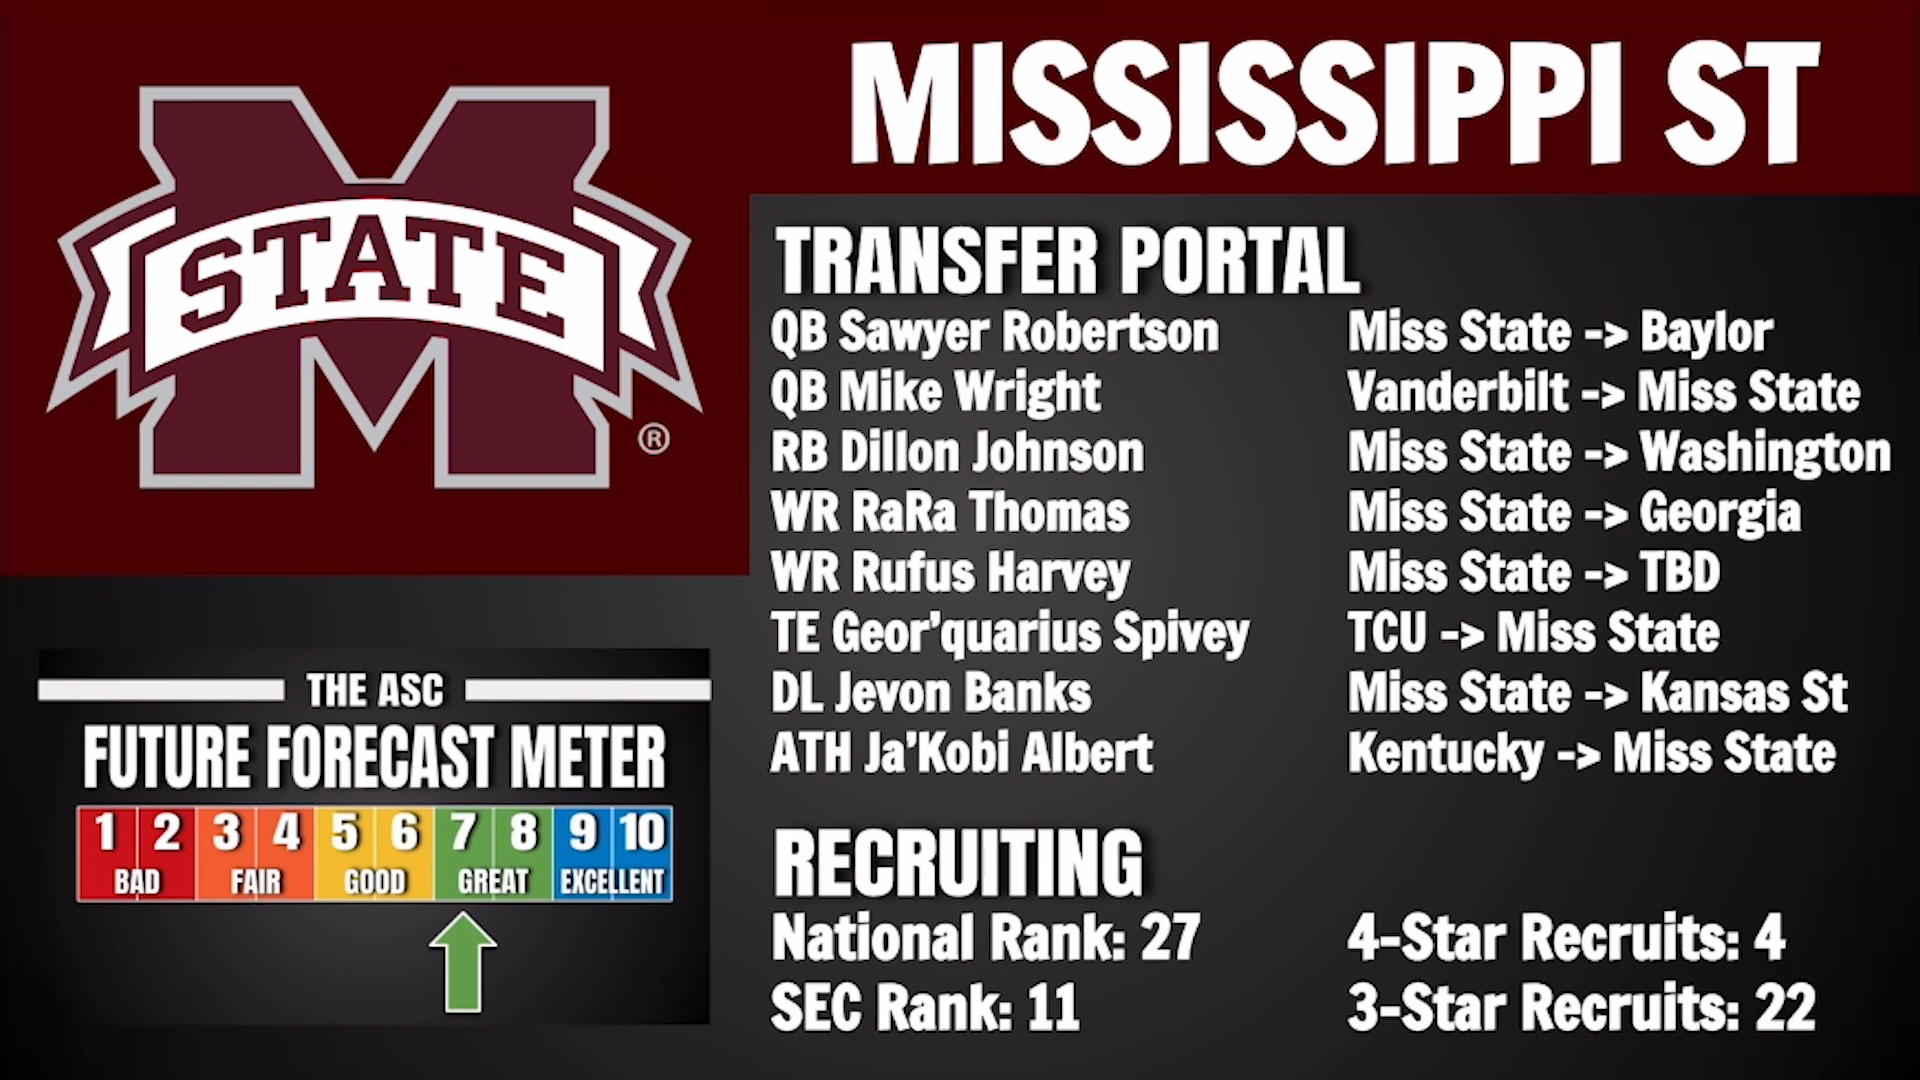 MISSISSIPPI ST
STATE
®
TRANSFER PORTAL
QB Sawyer Robertson Miss State -> Baylor
QB Mike Wright Vanderbilt -> Miss State
RB Dillon Johnson Miss State -> Washington
WR RaRa Thomas Miss State -> Georgia
WR Rufus Harvey Miss State -> TBD
TE Geor'quarius Spivey TCU -> Miss State
DL Jevon Banks Miss State -> Kansas St
ATH Ja'Kobi Albert Kentucky -> Miss State
RECRUITING
National Rank: 27 4-Star Recruits: 4
SEC Rank: 11 3-Star Recruits: 22
THE ASC
FUTURE FORECAST METER
1 2 3 4 5 6 7 8 9 10
BAD FAIR GOOD GREAT EXCELLENT